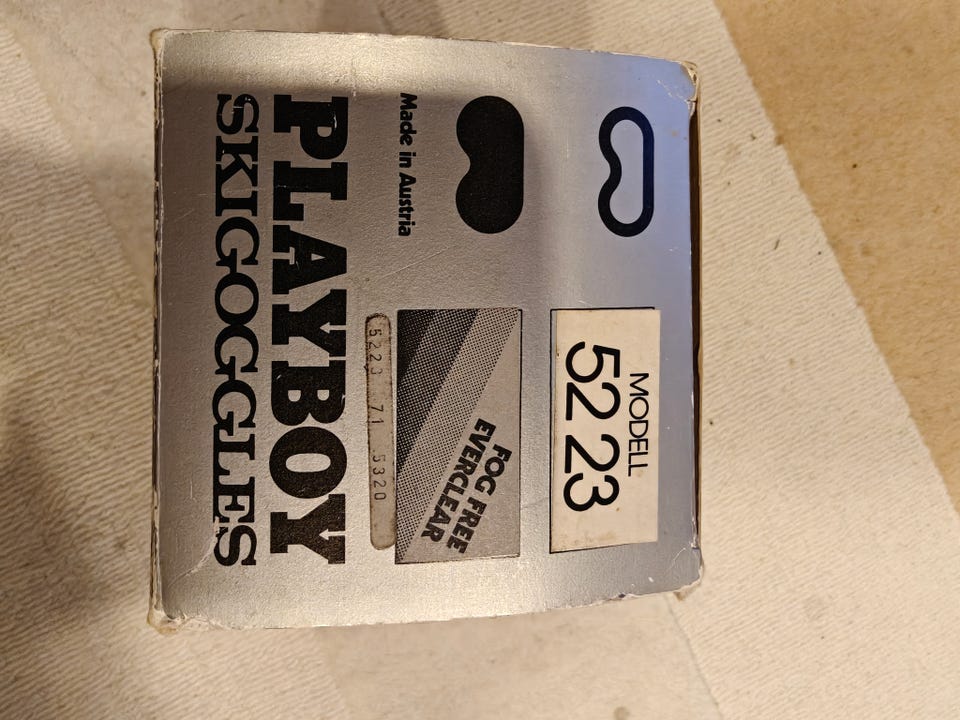 MODELL
52 23
FOG FREE
EVERCLEAR
Made in Austria
5223 71 5320
PLAYBOY
SKIGOGGLES